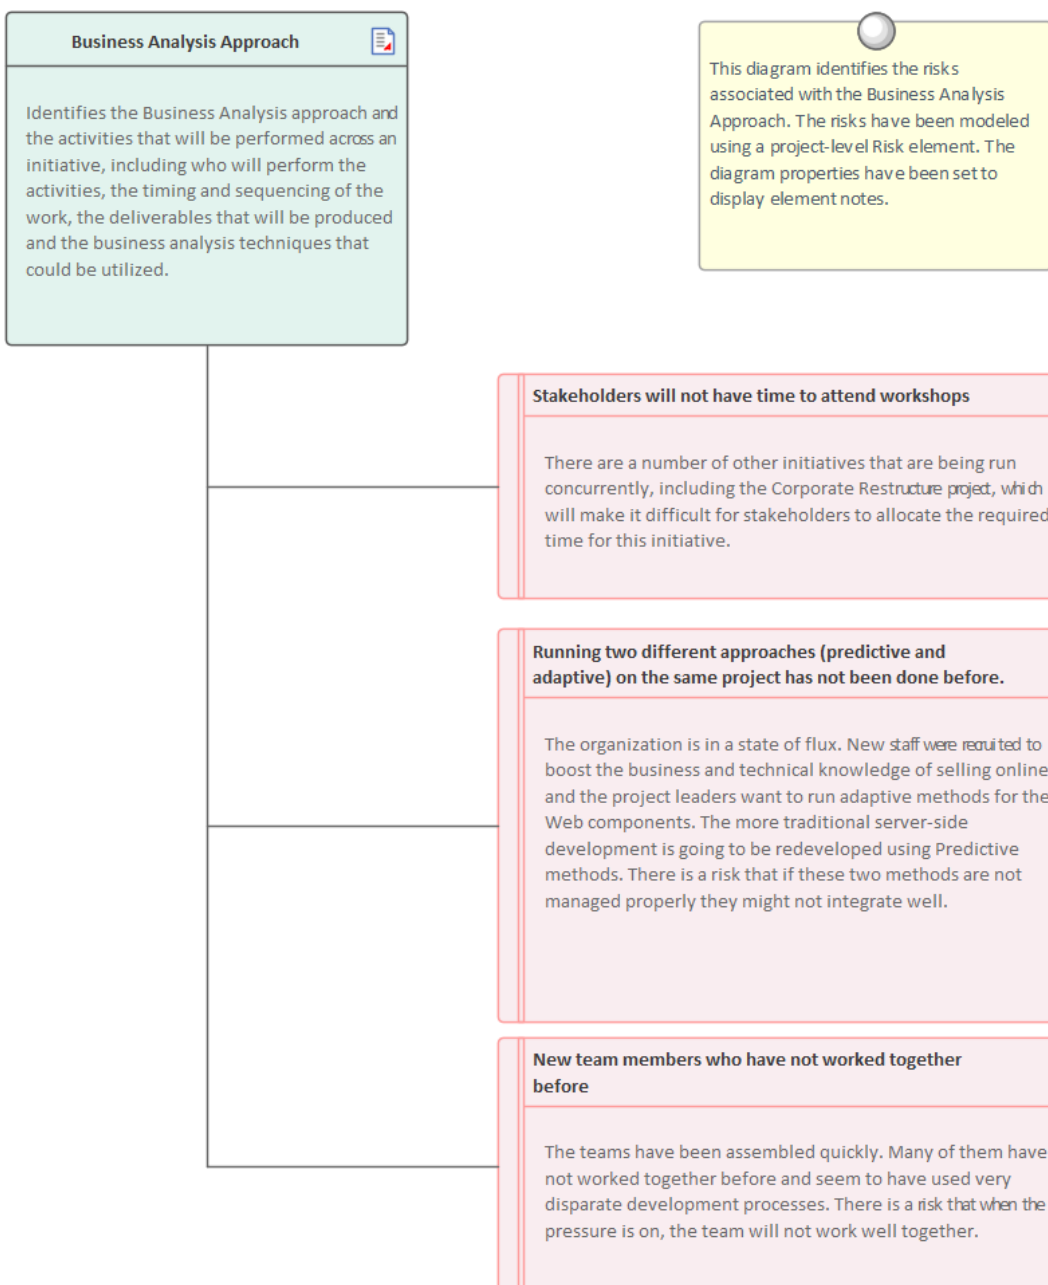 Business Analysis Approach
Identifies the Business Analysis approach and
the activities that will be performed across an
initiative, including who will perform the
activities, the timing and sequencing of the
work, the deliverables that will be produced
and the business analysis techniques that
could be utilized.
This diagram identifies the risks
associated with the Business Analysis
Approach. The risks have been modeled
using a project-level Risk element. The
diagram properties have been set to
display element notes.
Stakeholders will not have time to attend workshops
There are a number of other initiatives that are being run
concurrently, including the Corporate Restructure project, which
will make it difficult for stakeholders to allocate the required
time for this initiative.
Running two different approaches (predictive and
adaptive) on the same project has not been done before.
The organization is in a state of flux. New staff were recruited to
boost the business and technical knowledge of selling online
and the project leaders want to run adaptive methods for the
Web components. The more traditional server-side
development is going to be redeveloped using Predictive
methods. There is a risk that if these two methods are not
managed properly they might not integrate well.
New team members who have not worked together
before
The teams have been assembled quickly. Many of them have
not worked together before and seem to have used very
disparate development processes. There is a risk that when the
pressure is on, the team will not work well together.